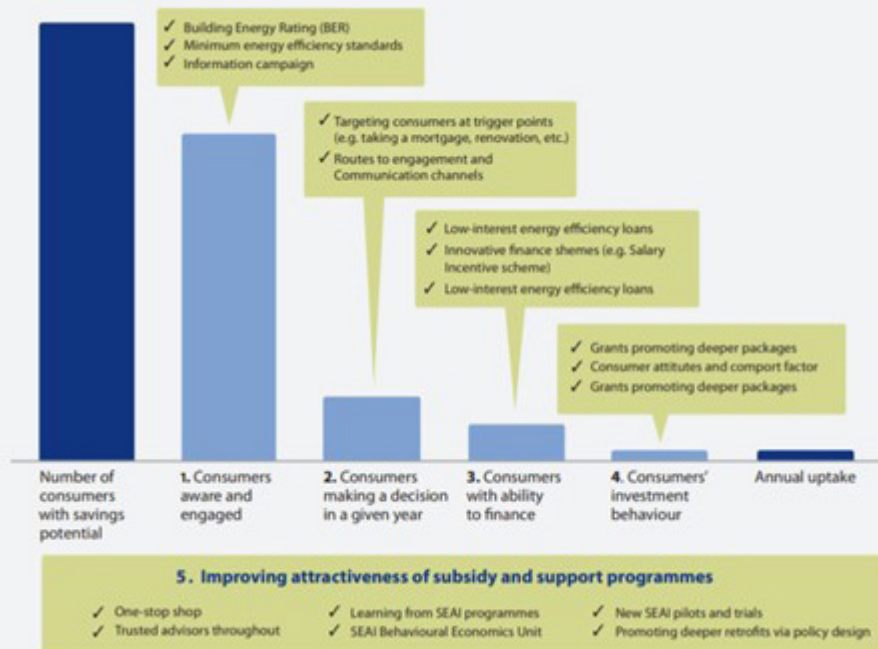 ✓ Building Energy Rating (BER)
✓ Minimum energy efficiency standards
✓ Information campaign
✓ Targeting consumers at trigger points
(e.g. taking a mortgage, renovation, etc.)
✓ Routes to engagement and
Communication channels
✓ Low-interest energy efficiency loans
✓ Innovative finance shemes (e.g. Salary
Incentive scheme)
✓ Low-interest energy efficiency loans
✓ Grants promoting deeper packages
✓ Consumer attitutes and comport factor
✓ Grants promoting deeper packages
Number of
consumers
with savings
potential
1. Consumers
aware and
engaged
2. Consumers
making a decision
in a given year
3. Consumers
with ability
to finance
4. Consumers'
investment
behaviour
Annual uptake
5. Improving attractiveness of subsidy and support programmes
✓ One-stop shop
✓ Trusted advisors throughout
✓ Learning from SEAI programmes
✓ SEAI Behavioural Economics Unit
✓ New SEAI pilots and trials
✓ Promoting deeper retrofits via policy design